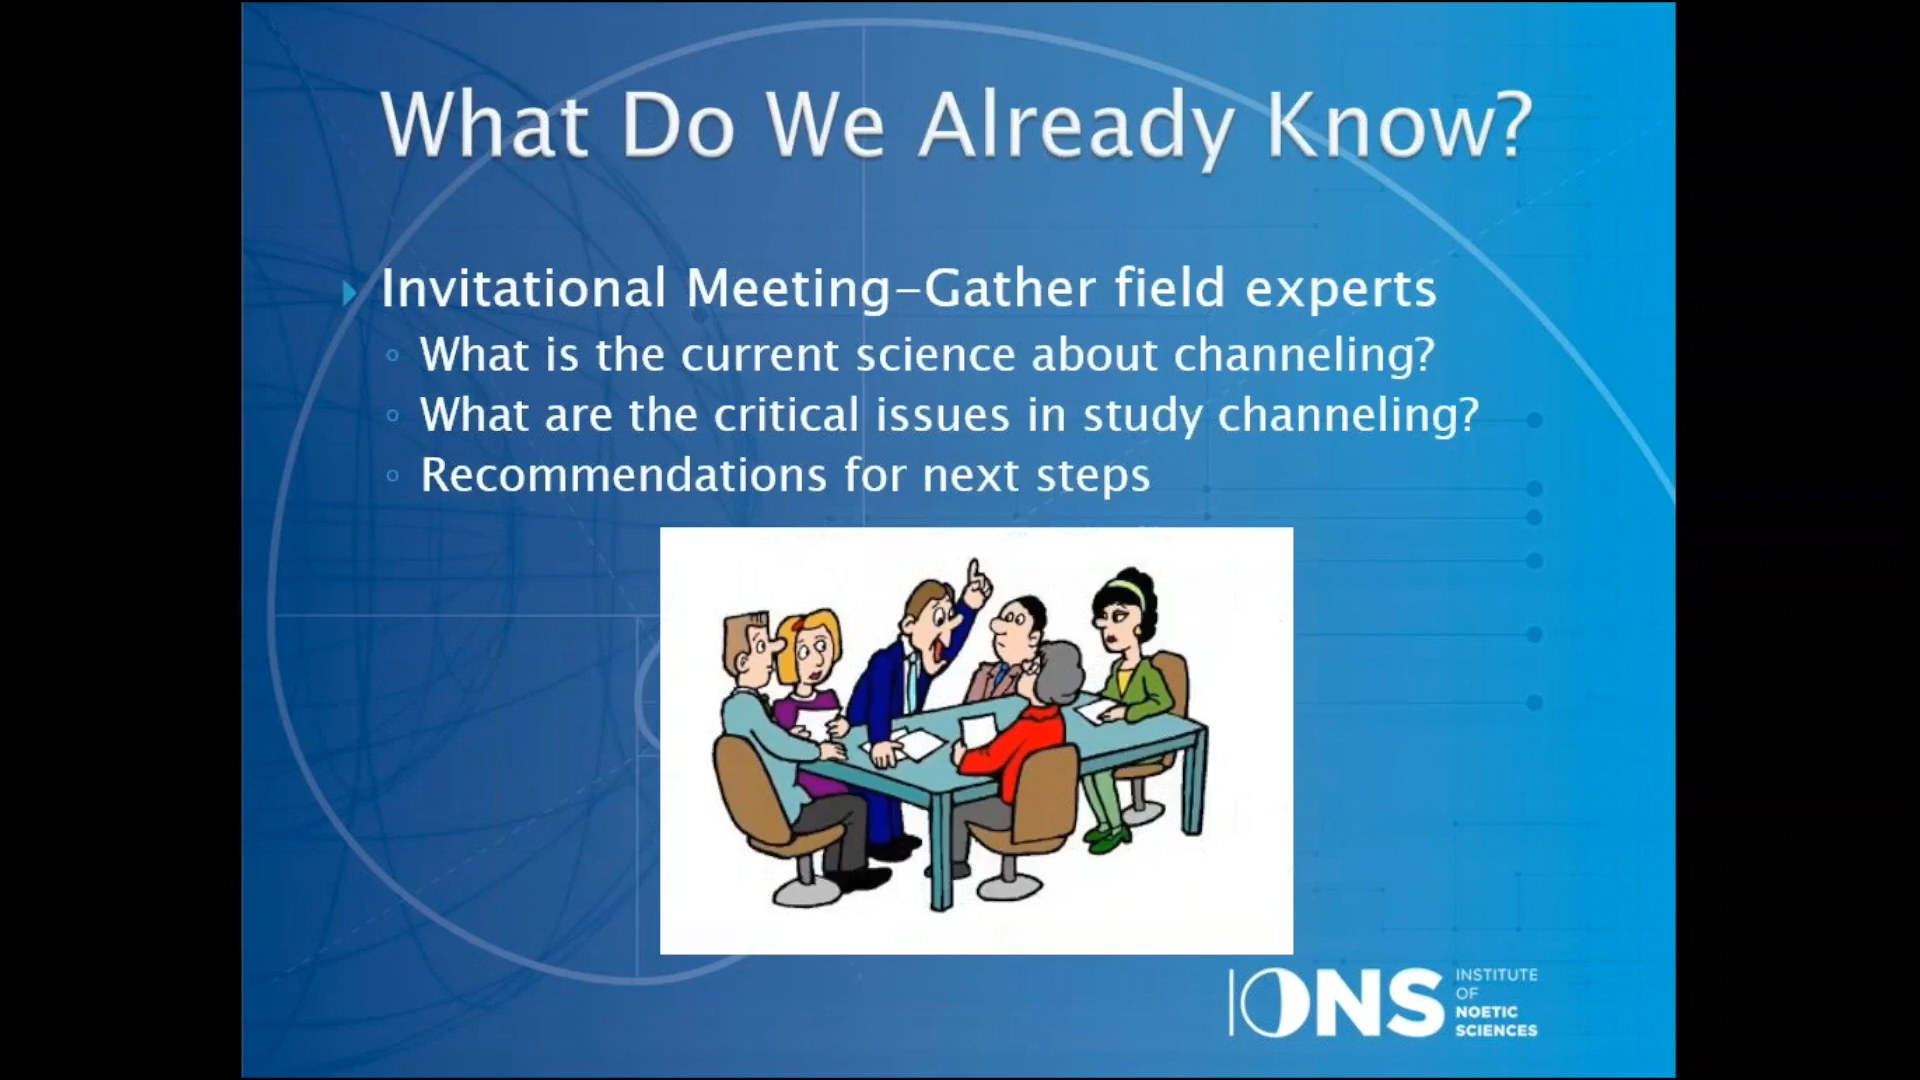 What Do We Already Know?
Invitational Meeting-Gather field experts
What is the current science about channeling?
What are the critical issues in study channeling?
Recommendations for next steps
IONS
INSTITUTE
OF
NOETIC
SCIENCES